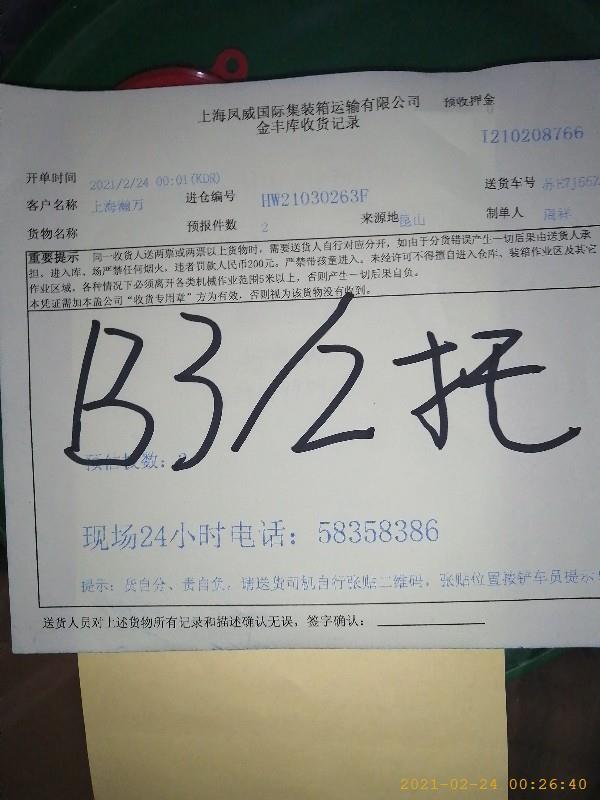 上海凤威国际集装箱运输有限公司 预收押金
金丰库收货记录
I210208766
开单时间 2021/2/24 00:01(KDR) 进仓编号 HW21030263F 送货车号
客户名称 上海瀚万 来源地 昆山 制单人 周祥
货物名称 预报件数 2
重要提示 同一收货人送两票或两票以上货物时，需要送货人自行对应分开，如由于分货错误产生一切后果由送货人承
担，进入库，场严禁任何烟火，违者罚款人民币200元。严禁带孩童进入。未经许可不得擅自进入仓库、装箱作业区及其它
作业区域，各种情况下必须离开各类机械作业范围5米以上，否则产生一切后果自负。
本凭证需加本盖公司“收货专用章”方为有效，否则视为该货物没有收到。
B3/2托
预估板数：
现场24小时电话：58358386
提示：货自分、责自负，请送货司机自行张贴二维码，张贴位置按铲车员提示
送货人员对上述货物所有记录和描述确认无误，签字确认：
2021-02-24 00:26:40